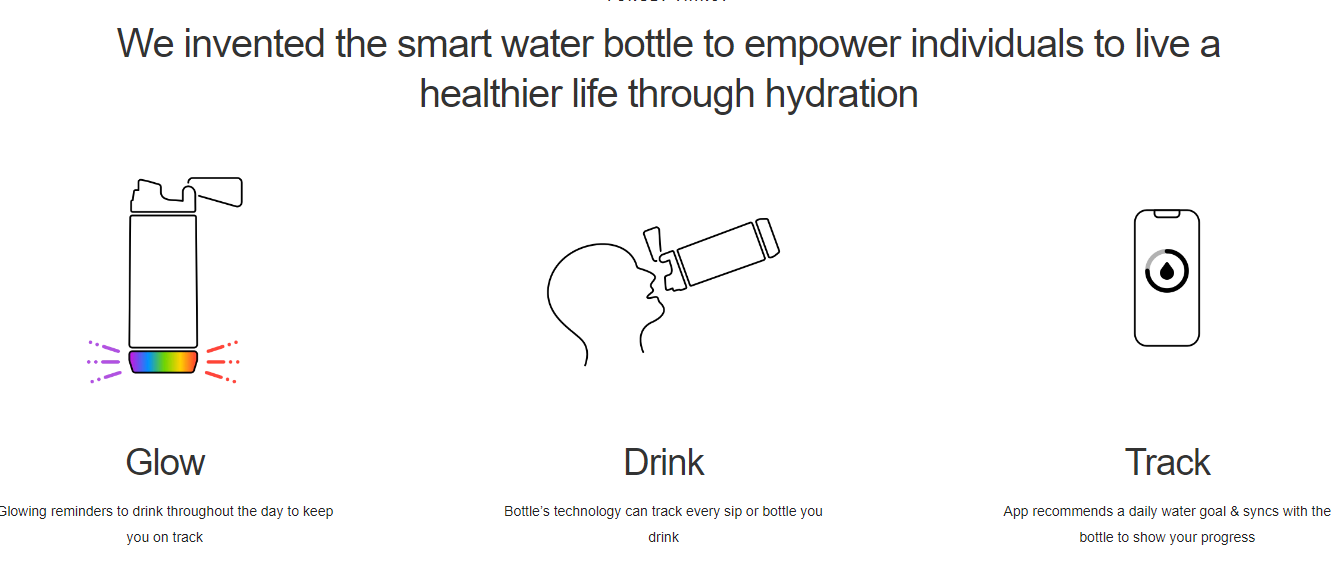 We invented the smart water bottle to empower individuals to live a
healthier life through hydration
Glow
Drink
Track
Glowing reminders to drink throughout the day to keep
you on track
Bottle's technology can track every sip or bottle you
drink
App recommends a daily water goal & syncs with the
bottle to show your progress